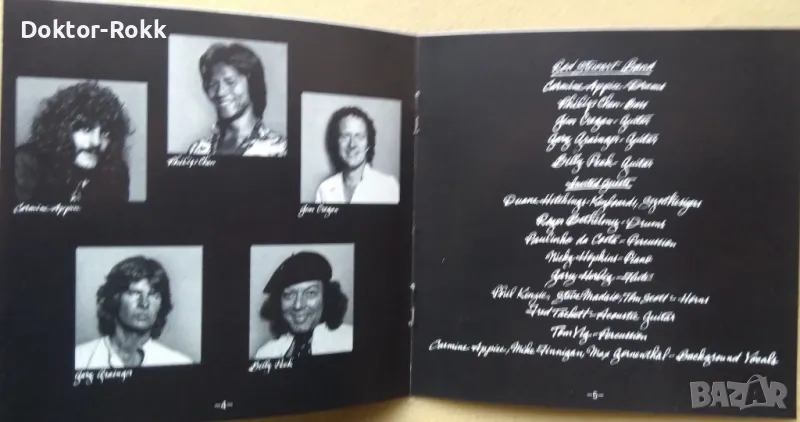 Doktor-Rokk
Carmine Appice
Phillip Chen
Jim Cregan
Gary Grainger
Billy Peek
=4=
Rod Stewart Band
Carmine Appice - Drums
Phillip Chen - Bass
Jim Cregan - Guitar
Gary Grainger - Guitar
Billy Peek - Guitar
Invited Guests
Duane Hitchings - Keyboards, Synthesizers
Roger Bethelmy - Drums
Paulinho da Costa - Percussion
Nicky Hopkins - Piano
Gary Herbig - Flute
Phil Kenzie, Steve Madaio, Tom Scott - Horns
Fred Tackett - Acoustic Guitar
Tom Vig - Percussion
Carmine Appice, Mike Finnigan, Max Gronenthal - Background Vocals
=5=
BAZAR